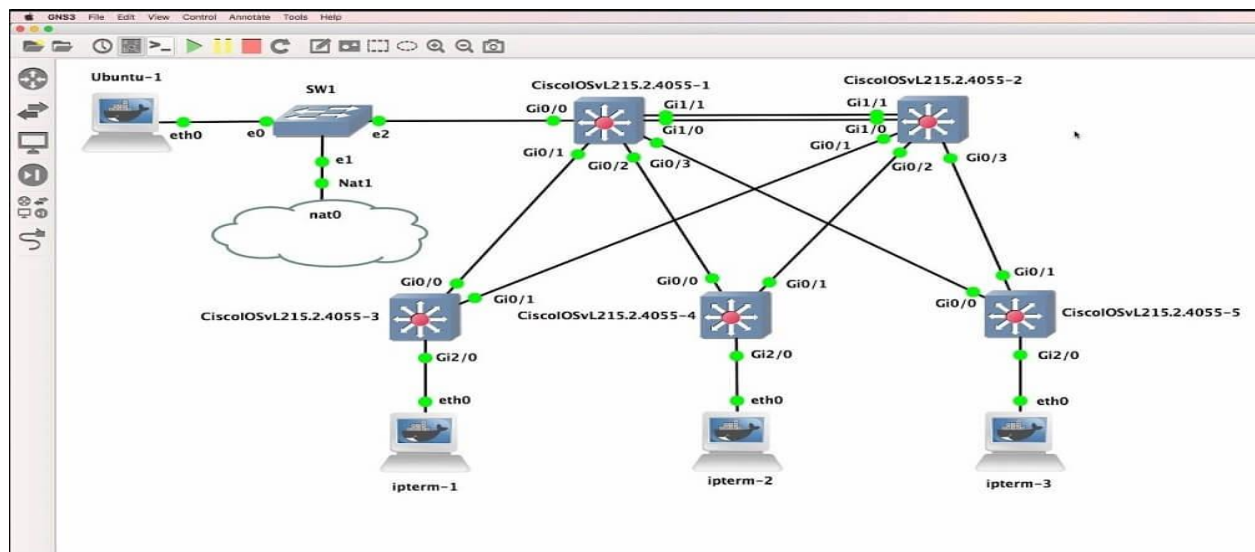 GNS3 File Edit View Control Annotate Tools Help
Ubuntu-1
SW1
CiscoIOSvL215.2.4055-1
CiscoIOSvL215.2.4055-2
Gi0/0
Gi1/1
Gi1/1
eth0
e0
e2
Gi1/0
Gi1/0
Gi0/1
Gi0/1
Gi0/2
Gi0/3
Gi0/2
Gi0/3
e1
Nat1
nat0
Gi0/0
Gi0/1
Gi0/0
Gi0/1
Gi0/0
Gi0/1
CiscoIOSvL215.2.4055-3
CiscoIOSvL215.2.4055-4
CiscoIOSvL215.2.4055-5
Gi2/0
Gi2/0
Gi2/0
eth0
eth0
eth0
ipterm-1
ipterm-2
ipterm-3